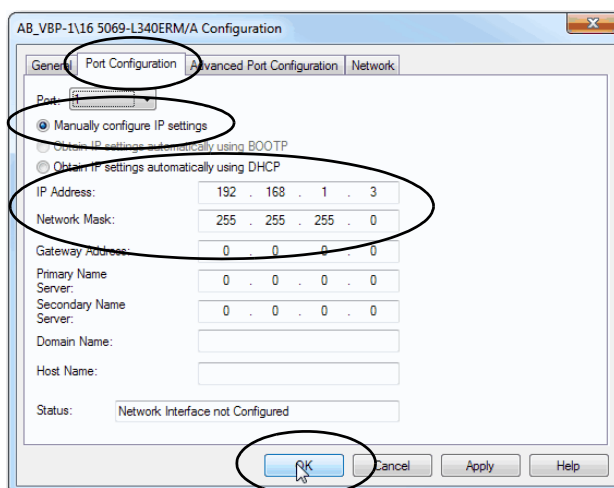 AB_VBP-1\16 5069-L340ERM/A Configuration
General Port Configuration Advanced Port Configuration Network
Port: 1
Manually configure IP settings
Obtain IP settings automatically using BOOTP
Obtain IP settings automatically using DHCP
IP Address: 192 . 168 . 1 . 3
Network Mask: 255 . 255 . 255 . 0
Gateway Address: 0 . 0 . 0 . 0
Primary Name
Server: 0 . 0 . 0 . 0
Secondary Name
Server: 0 . 0 . 0 . 0
Domain Name:
Host Name:
Status: Network Interface not Configured
OK Cancel Apply Help